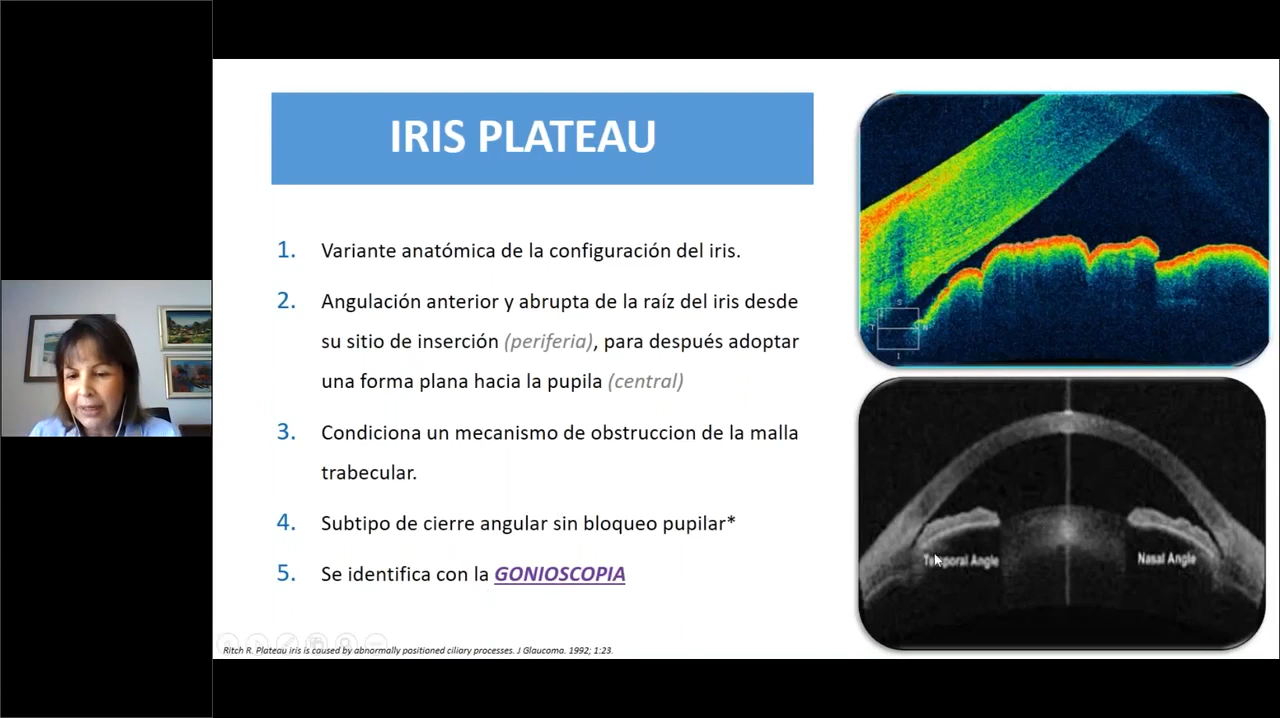 IRIS PLATEAU
1. Variante anatómica de la configuración del iris.
2. Angulación anterior y abrupta de la raíz del iris desde
su sitio de inserción (periferia), para después adoptar
una forma plana hacia la pupila (central)
3. Condiciona un mecanismo de obstruccion de la malla
trabecular.
4. Subtipo de cierre angular sin bloqueo pupilar*
5. Se identifica con la GONIOSCOPIA
Ritch R. Plateau iris is caused by abnormally positioned ciliary processes. J Glaucoma. 1992; 1:23.
S
T N
I
Temporal Angle
Nasal Angle